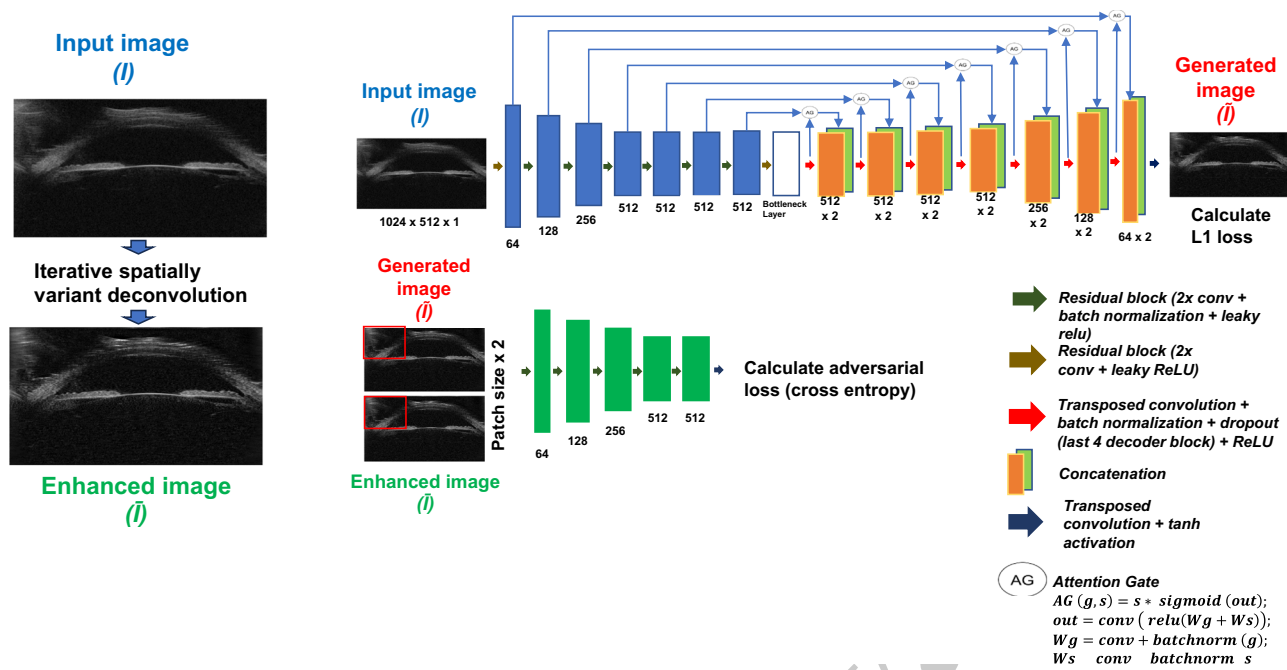 Input image
(I)
Iterative spatially
variant deconvolution
Enhanced image
(Ī)
Input image
(I)
1024 x 512 x 1
64
128
256
512
512
512
512
Bottleneck
Layer
512
x 2
512
x 2
512
x 2
512
x 2
256
x 2
128
x 2
64 x 2
AG
AG
AG
AG
AG
AG
AG
Generated
image
(Ĩ)
Calculate
L1 loss
Generated
image
(Ĩ)
Enhanced image
(Ī)
Patch size x 2
64
128
256
512
512
Calculate adversarial
loss (cross entropy)
Residual block (2x conv +
batch normalization + leaky
relu)
Residual block (2x
conv + leaky ReLU)
Transposed convolution +
batch normalization + dropout
(last 4 decoder block) + ReLU
Concatenation
Transposed
convolution + tanh
activation
AG
Attention Gate
AG (g, s) = s * sigmoid (out);
out = conv ( relu(Wg + Ws));
Wg = conv + batchnorm (g);
Ws conv batchnorm s